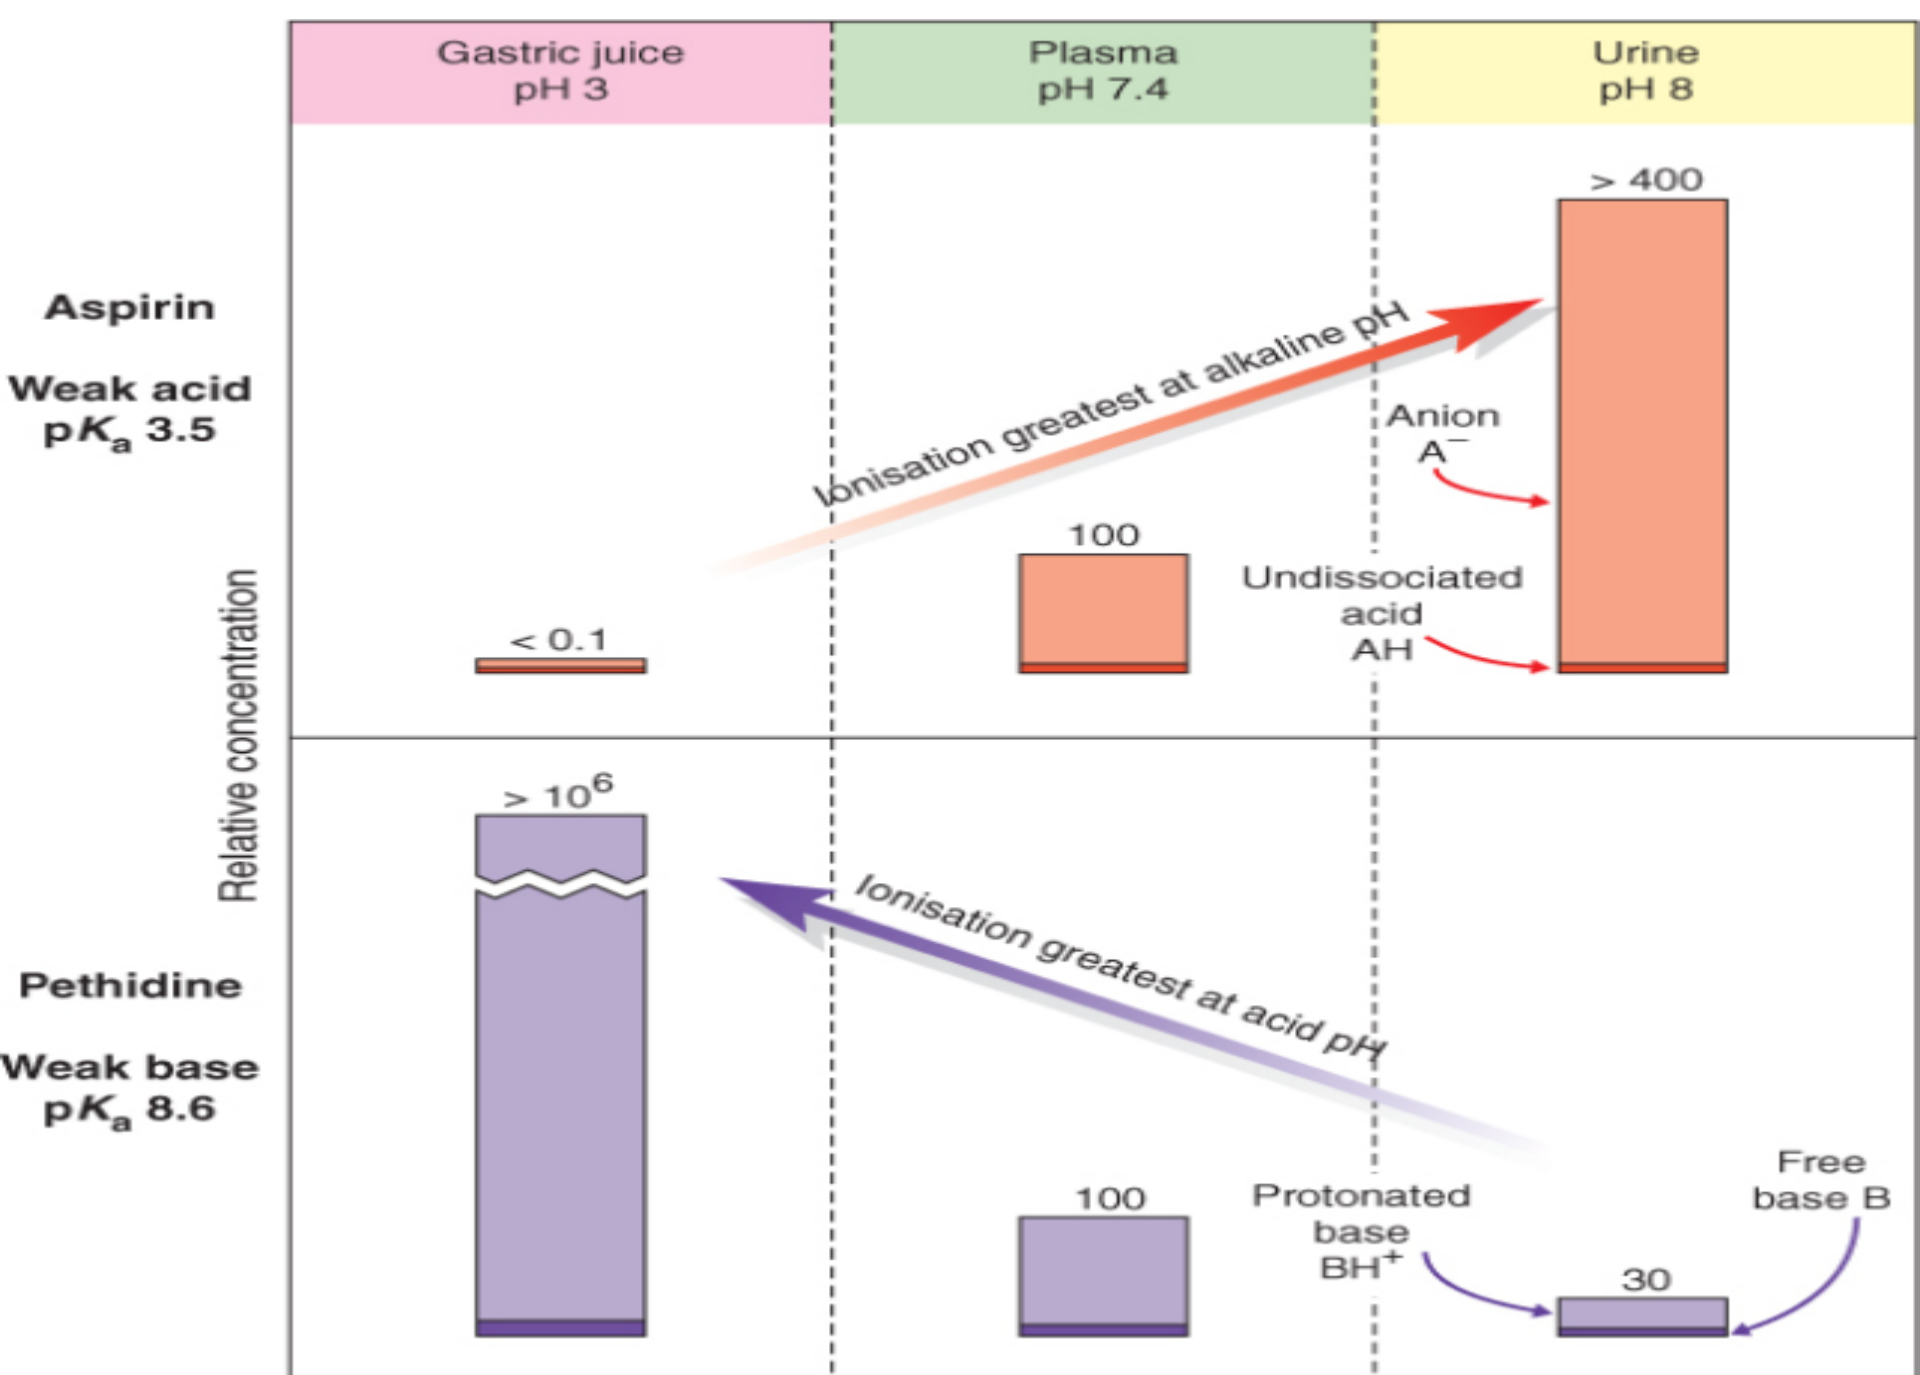 Gastric juice
pH 3
Plasma
pH 7.4
Urine
pH 8
Aspirin
Weak acid
pKa 3.5
Relative concentration
< 0.1
100
> 400
Ionisation greatest at alkaline pH
Anion
A⁻
Undissociated
acid
AH
Pethidine
Weak base
pKa 8.6
> 10⁶
100
30
Ionisation greatest at acid pH
Protonated
base
BH⁺
Free
base B